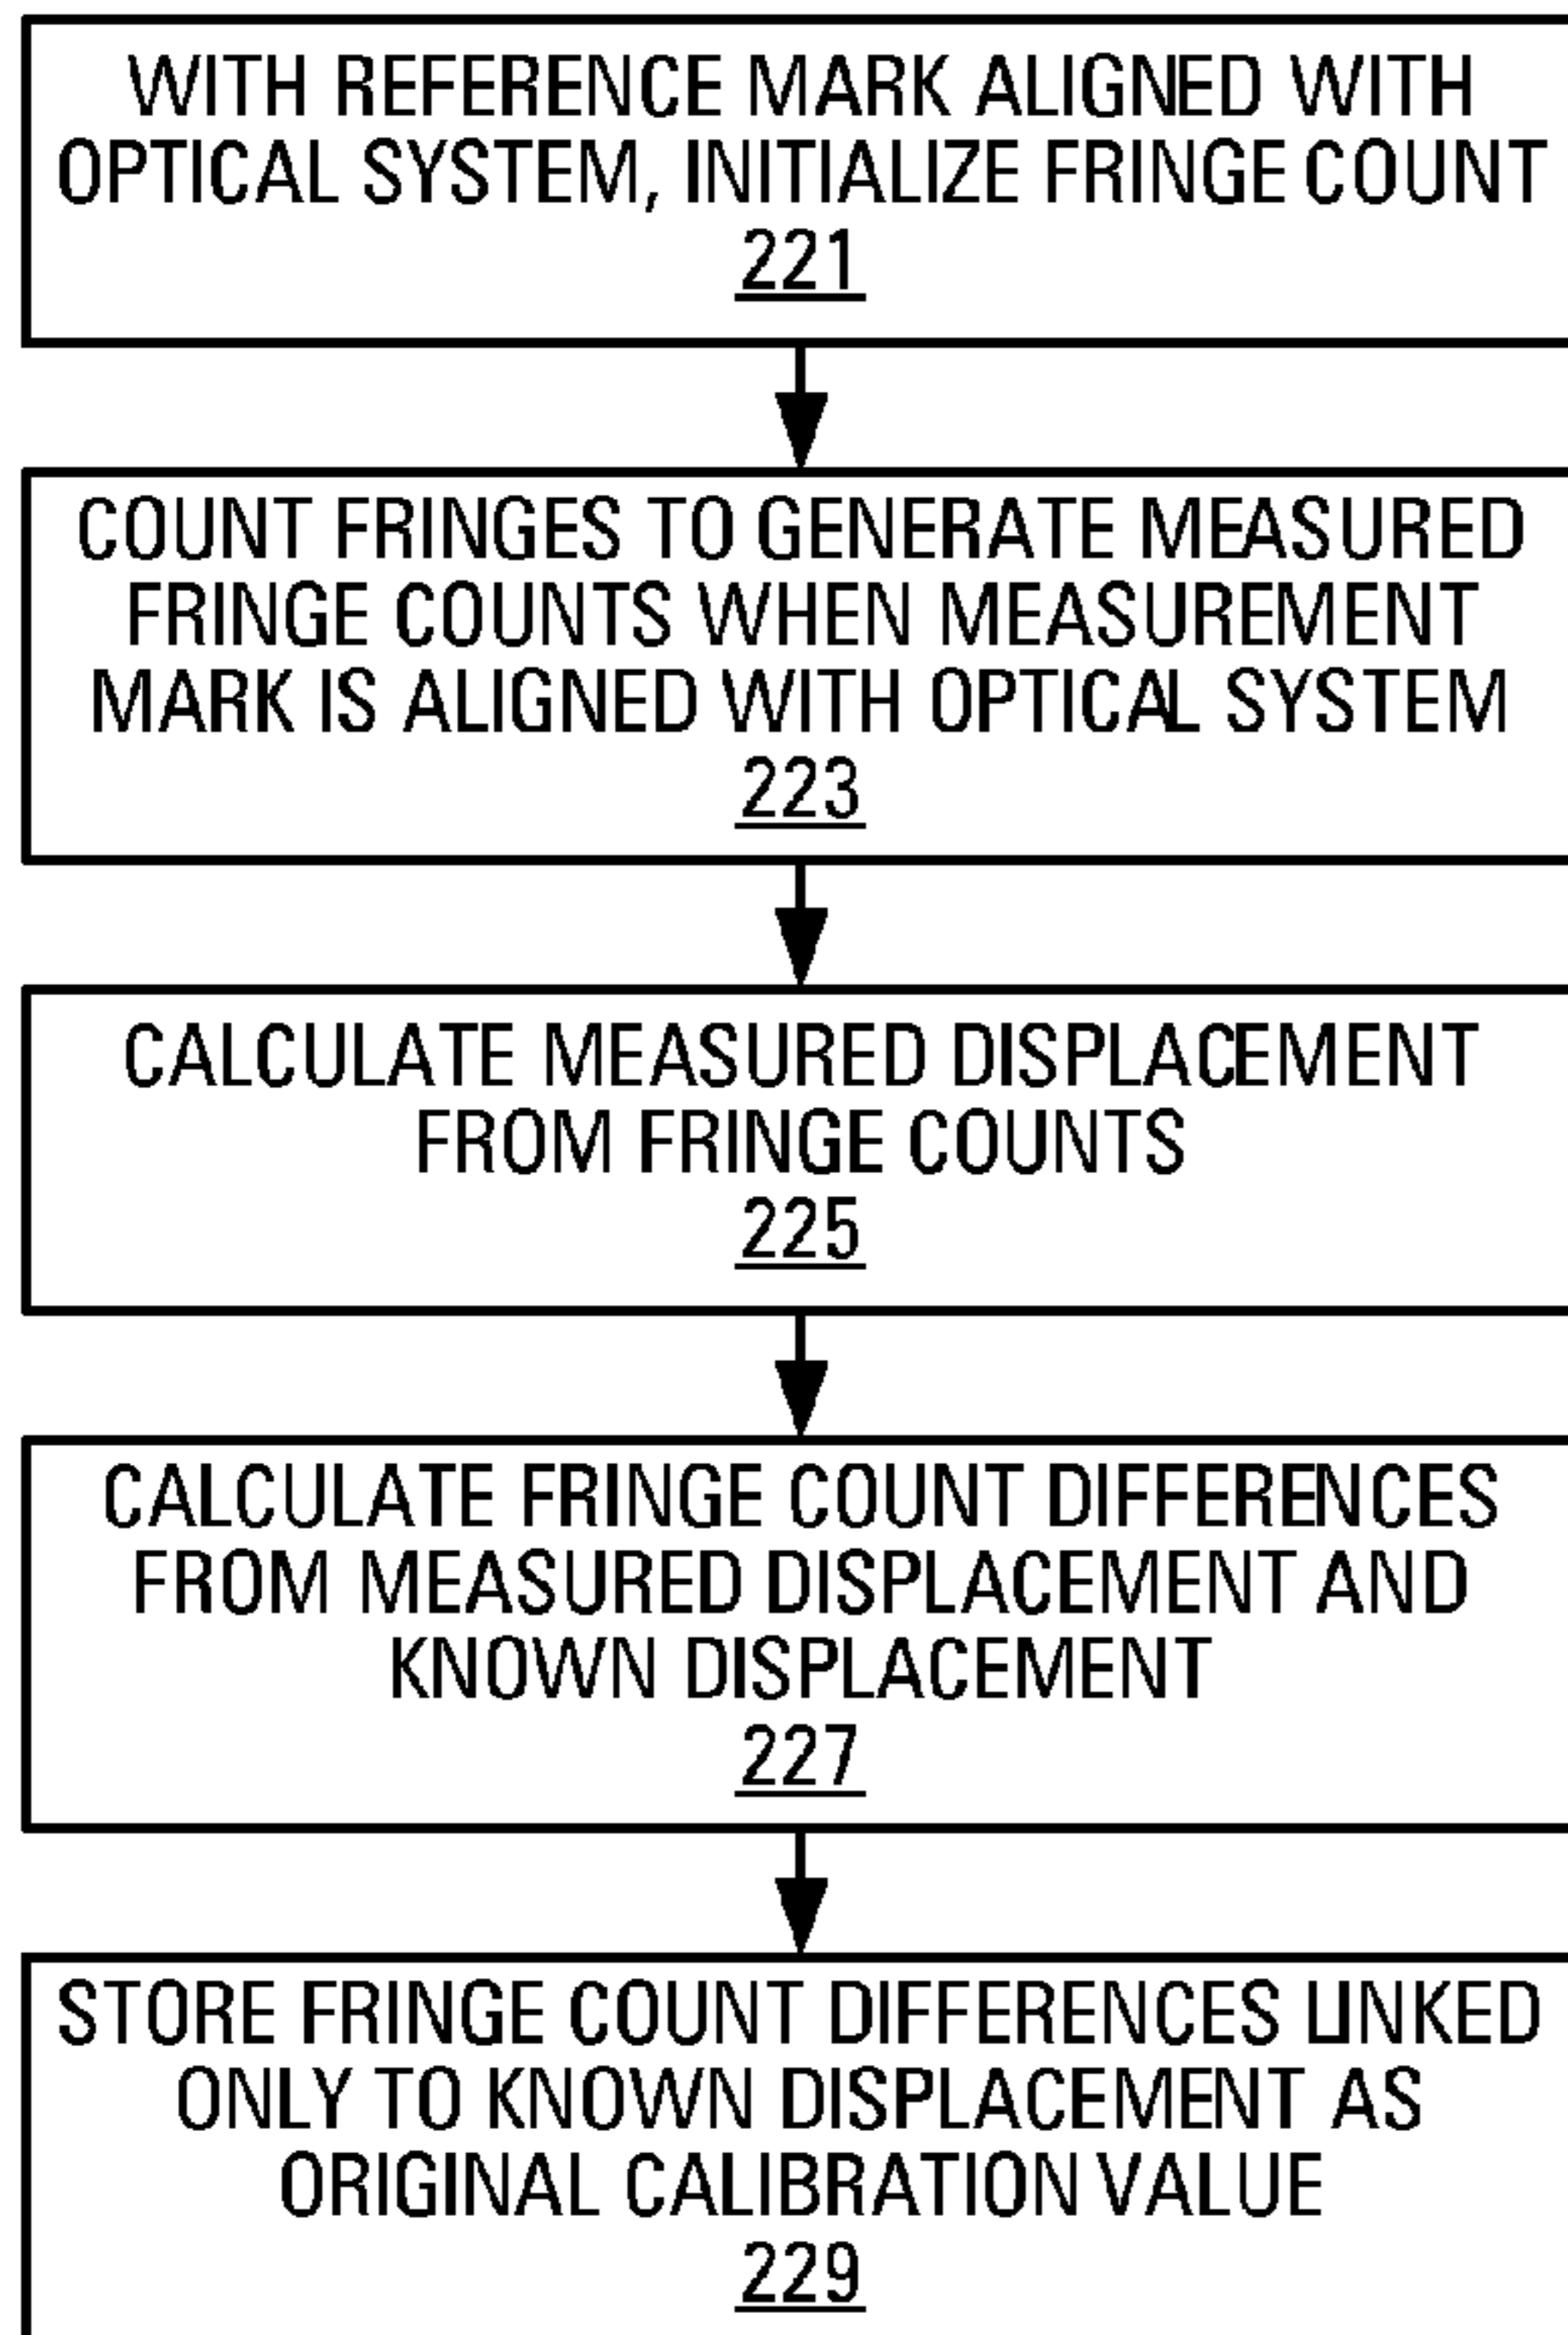 WITH REFERENCE MARK ALIGNED WITH
OPTICAL SYSTEM, INITIALIZE FRINGE COUNT
221
COUNT FRINGES TO GENERATE MEASURED
FRINGE COUNTS WHEN MEASUREMENT
MARK IS ALIGNED WITH OPTICAL SYSTEM
223
CALCULATE MEASURED DISPLACEMENT
FROM FRINGE COUNTS
225
CALCULATE FRINGE COUNT DIFFERENCES
FROM MEASURED DISPLACEMENT AND
KNOWN DISPLACEMENT
227
STORE FRINGE COUNT DIFFERENCES LINKED
ONLY TO KNOWN DISPLACEMENT AS
ORIGINAL CALIBRATION VALUE
229